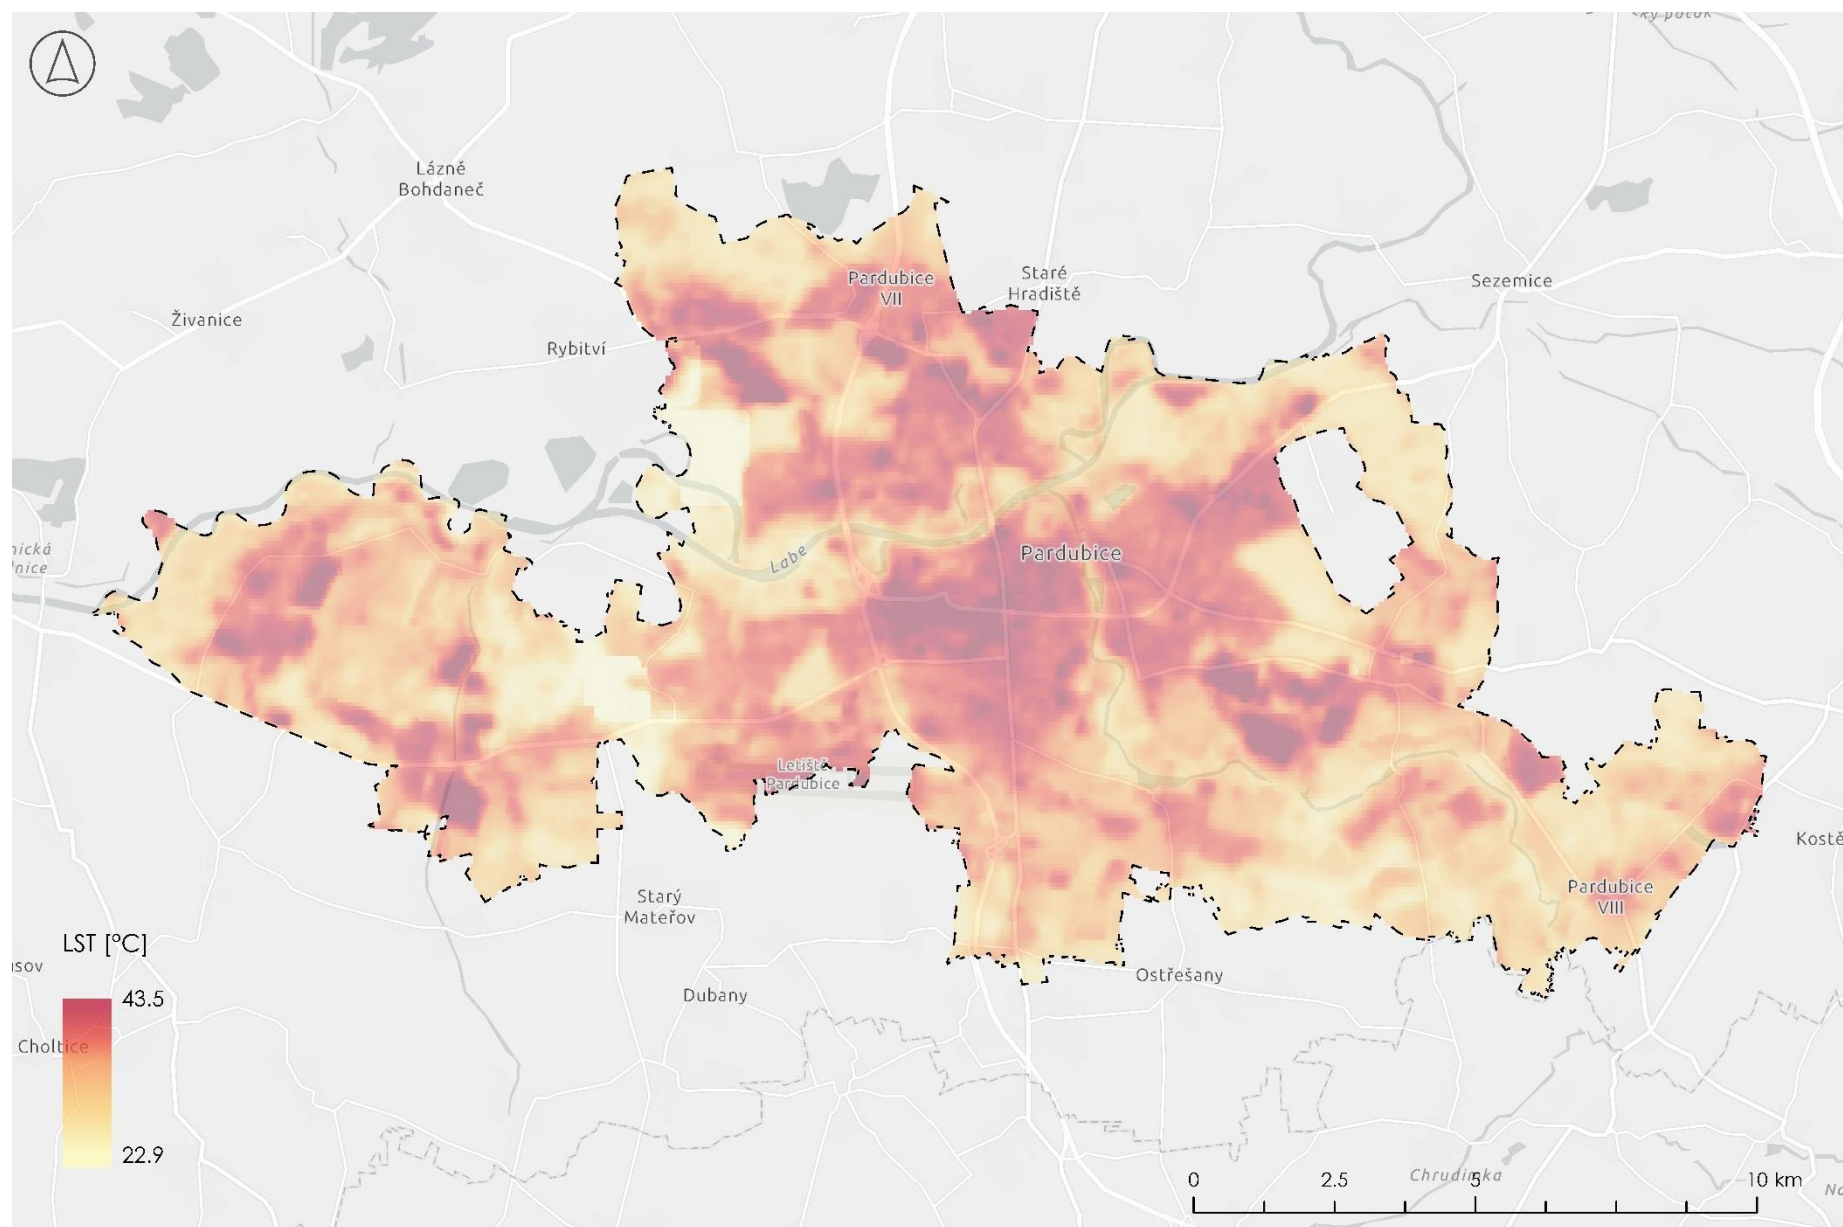 Lázně
Bohdaneč
Pardubice
VII
Staré
Hradiště
Sezemice
Živanice
Rybitví
Labe
Pardubice
Letiště
Pardubice
Starý
Mateřov
Pardubice
VIII
LST [°C]
Dubany
Ostřešany
43.5
Choltice
22.9
Chrudimka
0
2.5
5
10 km